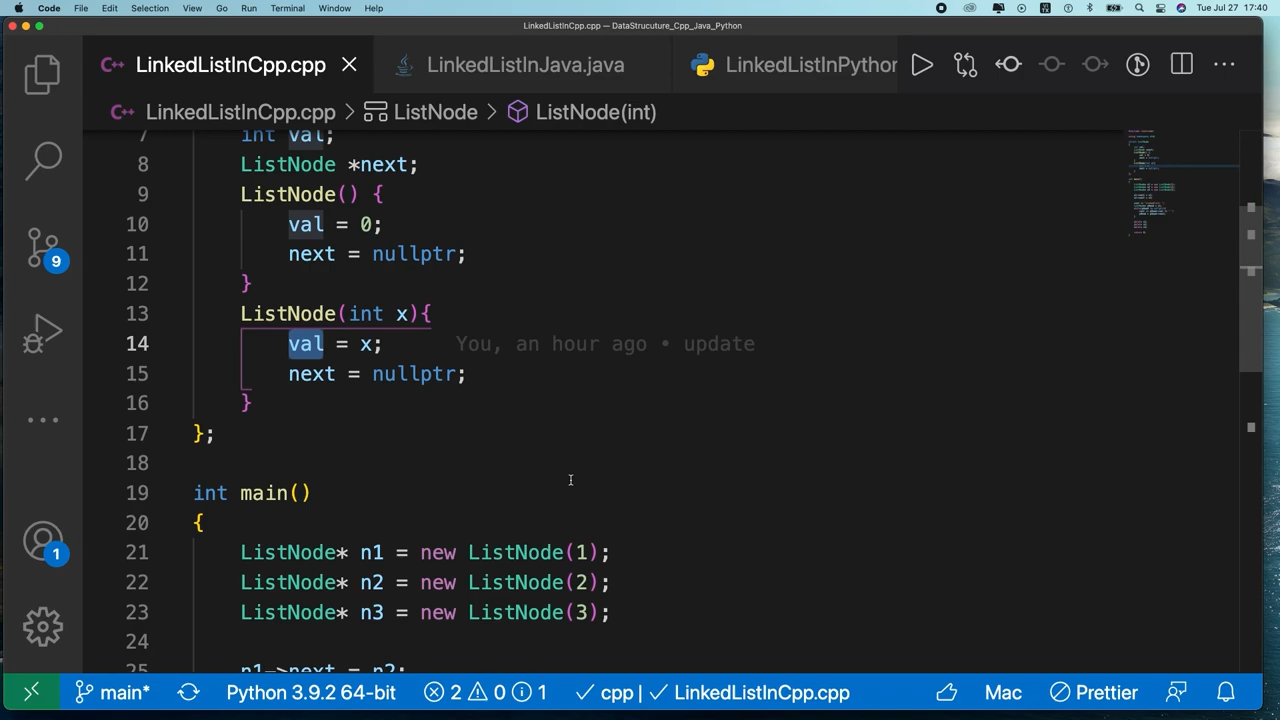 Code File Edit Selection View Go Run Terminal Window Help Tue Jul 27 17:40
LinkedListInCpp.cpp — DataStrucuture_Cpp_Java_Python
LinkedListInCpp.cpp LinkedListInJava.java LinkedListInPython
LinkedListInCpp.cpp > ListNode > ListNode(int)
7 int val;
8 ListNode *next;
9 ListNode() {
10 val = 0;
11 next = nullptr;
12 }
13 ListNode(int x){
14 val = x; You, an hour ago • update
15 next = nullptr;
16 }
17 };
18
19 int main()
20 {
21 ListNode* n1 = new ListNode(1);
22 ListNode* n2 = new ListNode(2);
23 ListNode* n3 = new ListNode(3);
24
25 n1->next = n2;
9
1
main* Python 3.9.2 64-bit 2 0 1 cpp | LinkedListInCpp.cpp Mac Prettier